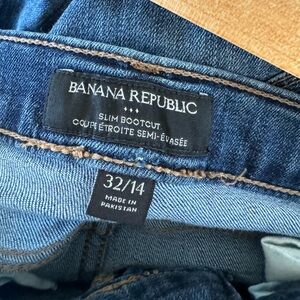 BANANA REPUBLIC
SLIM BOOTCUT
COUPE ÉTROITE SEMI-ÉVASÉE
32/14
MADE IN
PAKISTAN